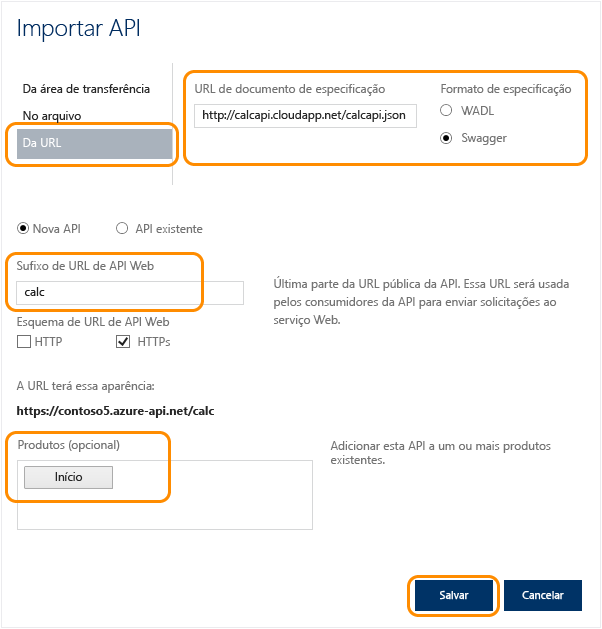 Importar API
Da área de transferência
No arquivo
Da URL
URL de documento de especificação
http://calcapi.cloudapp.net/calcapi.json
Formato de especificação
WADL
Swagger
Nova API
API existente
Sufixo de URL de API Web
calc
Última parte da URL pública da API. Essa URL será usada
pelos consumidores da API para enviar solicitações ao
serviço Web.
Esquema de URL de API Web
HTTP
HTTPs
A URL terá essa aparência:
https://contoso5.azure-api.net/calc
Produtos (opcional)
Início
Adicionar esta API a um ou mais produtos
existentes.
Salvar
Cancelar